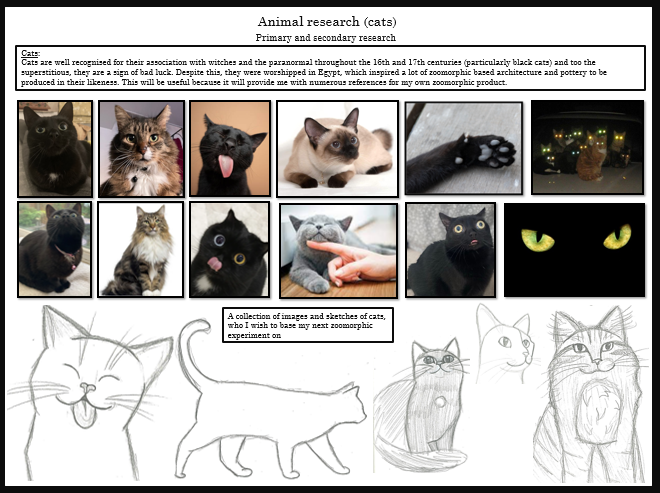 Animal research (cats)
Primary and secondary research
Cats:
Cats are well recognised for their association with witches and the paranormal throughout the 16th and 17th centuries (particularly black cats) and too the
superstitious, they are a sign of bad luck. Despite this, they were worshipped in Egypt, which inspired a lot of zoomorphic based architecture and pottery to be
produced in their likeness. This will be useful because it will provide me with numerous references for my own zoomorphic product.
A collection of images and sketches of cats,
who I wish to base my next zoomorphic
experiment on